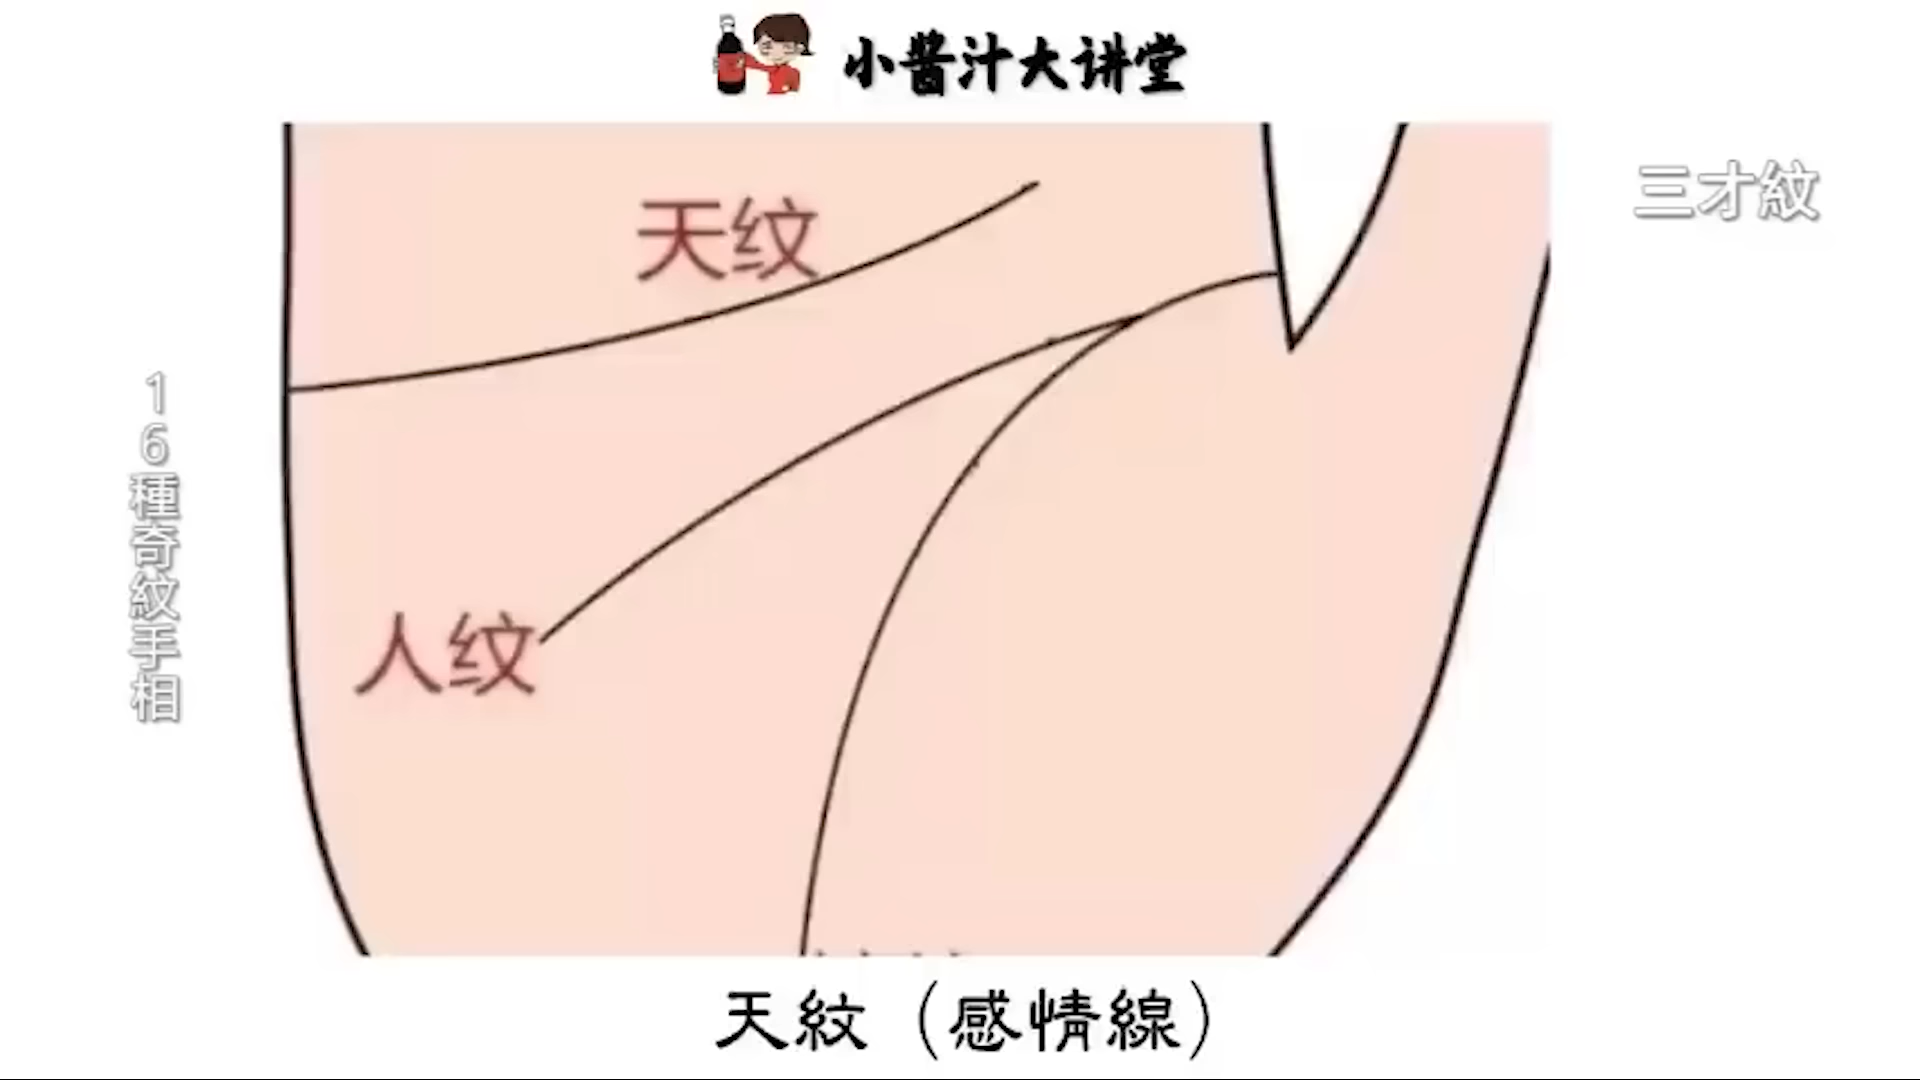 小酱汁大讲堂
三才紋
天纹
16種奇紋手相
人纹
天紋（感情線）